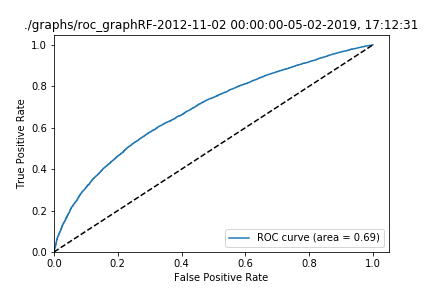 ./graphs/roc_graphRF-2012-11-02 00:00:00-05-02-2019, 17:12:31
True Positive Rate
1.0
0.8
0.6
0.4
0.2
0.0
ROC curve (area = 0.69)
0.0 0.2 0.4 0.6 0.8 1.0
False Positive Rate